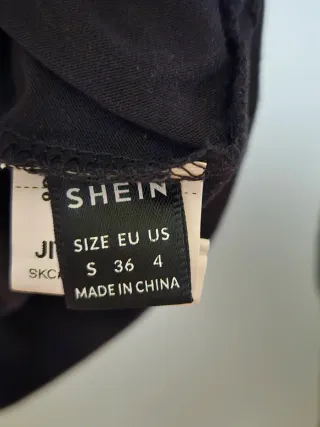 SHEIN
SIZE EU US
S 36 4
MADE IN CHINA